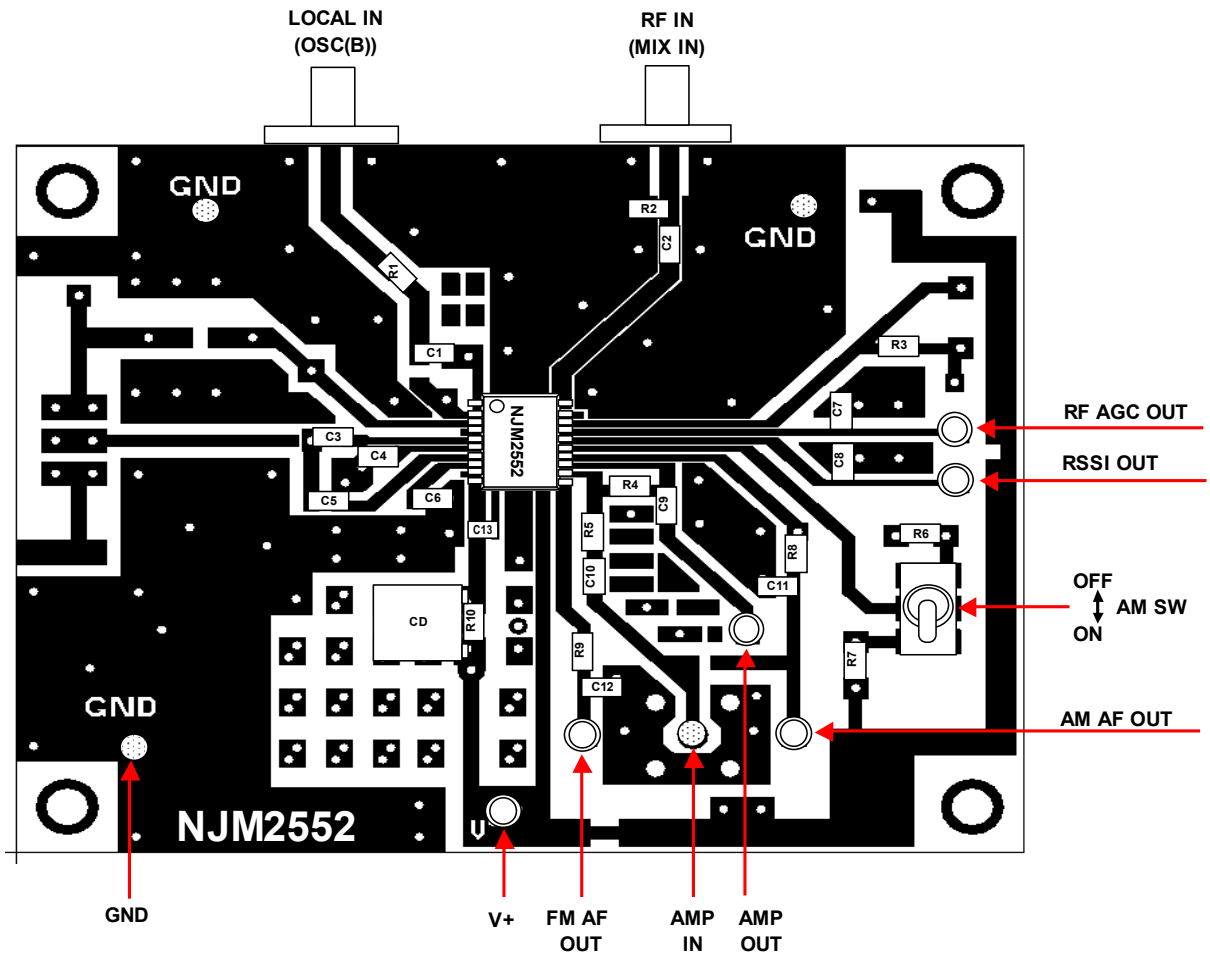 LOCAL IN
(OSC(B))
RF IN
(MIX IN)
GND
R2
C2
GND
R1
R3
C1
C7
NJM2552
RF AGC OUT
C3
C4
C8
RSSI OUT
C5
C6
R4
C9
C13
R5
R8
R6
C10
C11
OFF
AM SW
ON
CD
R10
R9
R7
C12
GND
AM AF OUT
NJM2552
V+
GND
V+
FM AF
OUT
AMP
IN
AMP
OUT